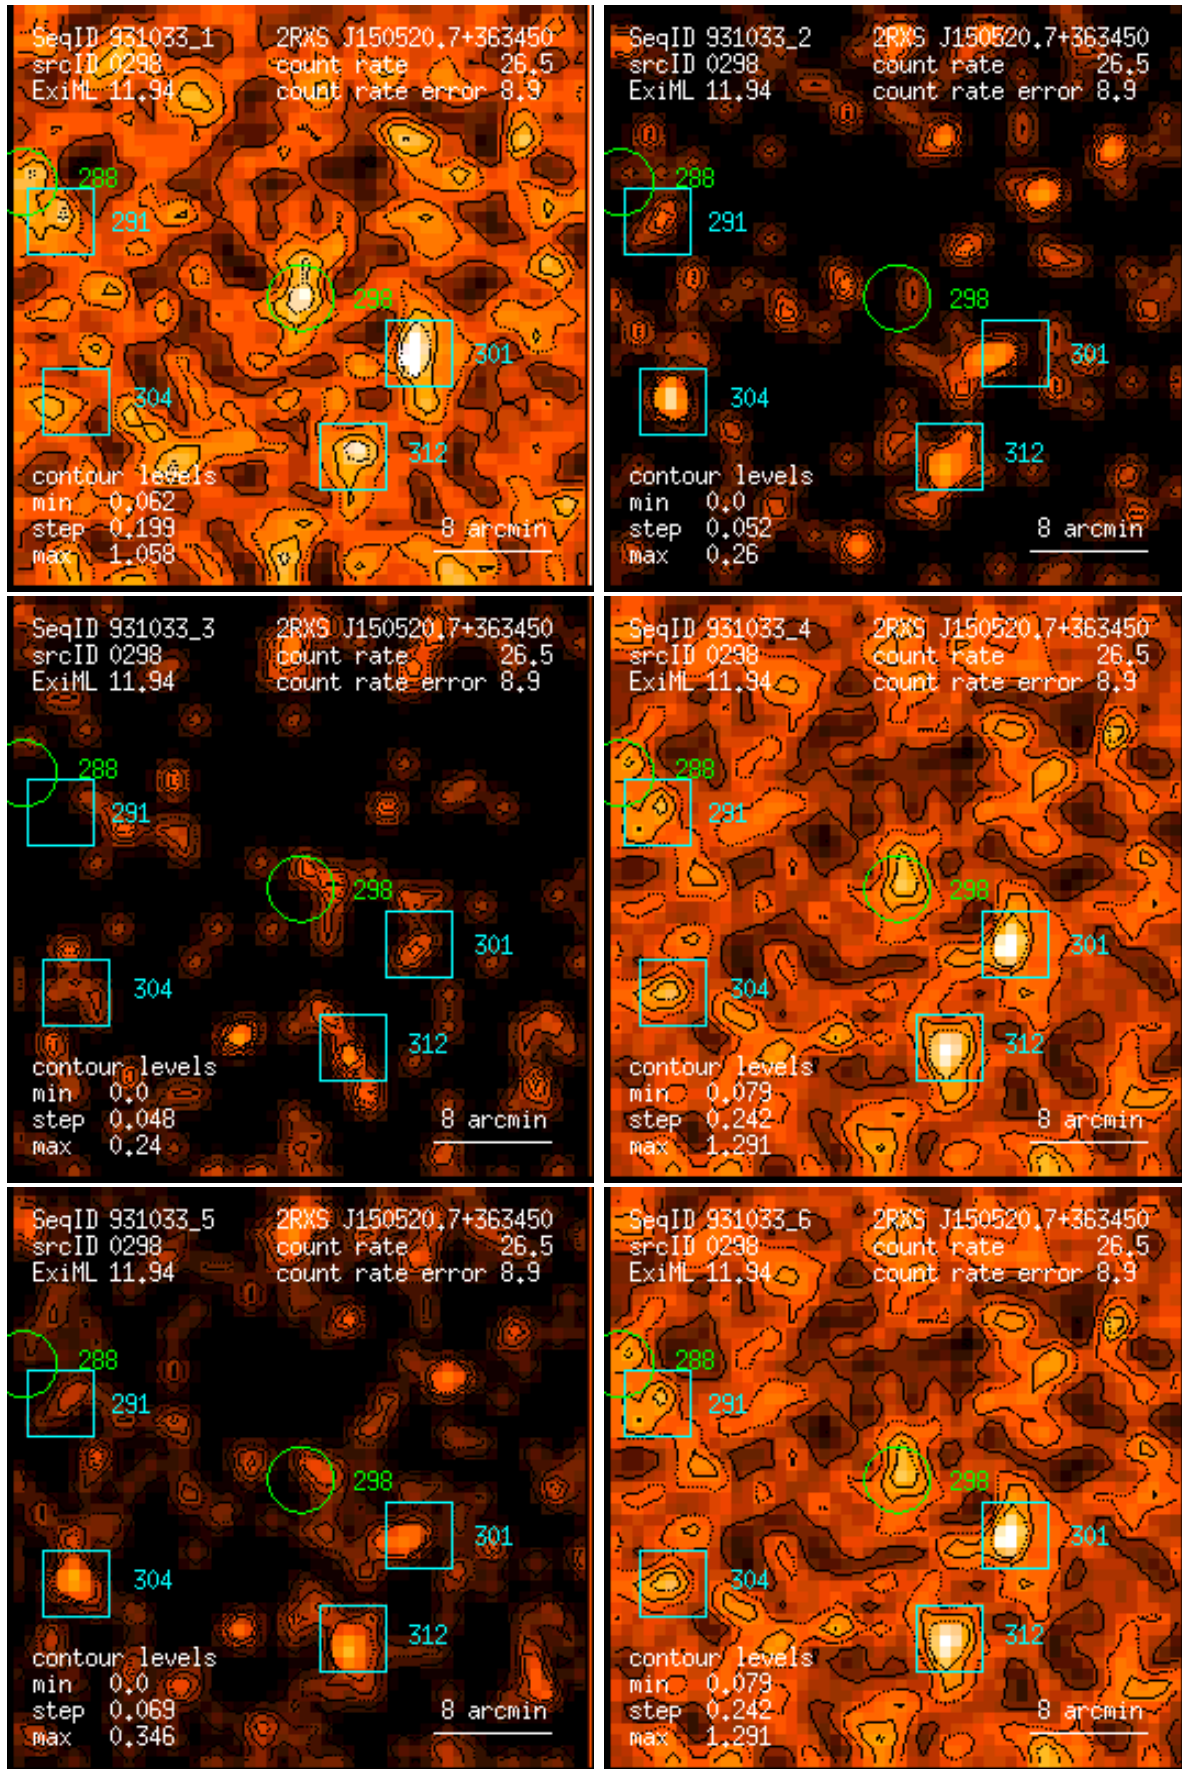 SeqID 931033_1 2RXS J150520.7+363450
srcID 0298 count rate 26.5
ExiML 11.94 count rate error 8.9
288
291
298
301
304
312
contour levels
min 0.062
step 0.199 8 arcmin
max 1.058
SeqID 931033_2 2RXS J150520.7+363450
srcID 0298 count rate 26.5
ExiML 11.94 count rate error 8.9
288
291
298
301
304
312
contour levels
min 0.0
step 0.052 8 arcmin
max 0.26
SeqID 931033_3 2RXS J150520.7+363450
srcID 0298 count rate 26.5
ExiML 11.94 count rate error 8.9
288
291
298
301
304
312
contour levels
min 0.0
step 0.048 8 arcmin
max 0.24
SeqID 931033_4 2RXS J150520.7+363450
srcID 0298 count rate 26.5
ExiML 11.94 count rate error 8.9
288
291
298
301
304
312
contour levels
min 0.079
step 0.242 8 arcmin
max 1.291
SeqID 931033_5 2RXS J150520.7+363450
srcID 0298 count rate 26.5
ExiML 11.94 count rate error 8.9
288
291
298
301
304
312
contour levels
min 0.0
step 0.069 8 arcmin
max 0.346
SeqID 931033_6 2RXS J150520.7+363450
srcID 0298 count rate 26.5
ExiML 11.94 count rate error 8.9
288
291
298
301
304
312
contour levels
min 0.079
step 0.242 8 arcmin
max 1.291